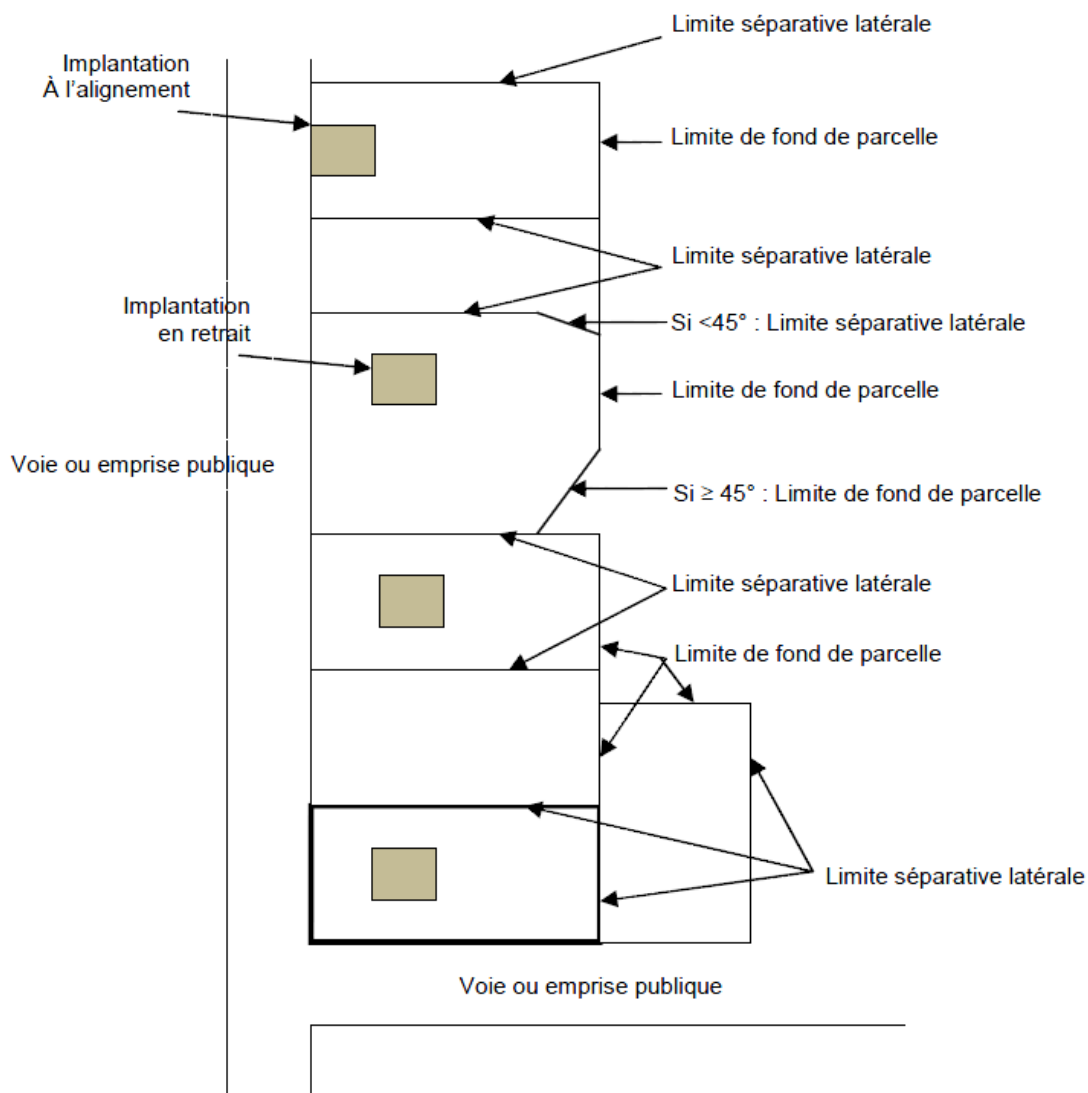 Limite séparative latérale
Implantation
À l'alignement
Limite de fond de parcelle
Limite séparative latérale
Implantation
en retrait
Si <45° : Limite séparative latérale
Limite de fond de parcelle
Voie ou emprise publique
Si ≥ 45° : Limite de fond de parcelle
Limite séparative latérale
Limite de fond de parcelle
Limite séparative latérale
Voie ou emprise publique